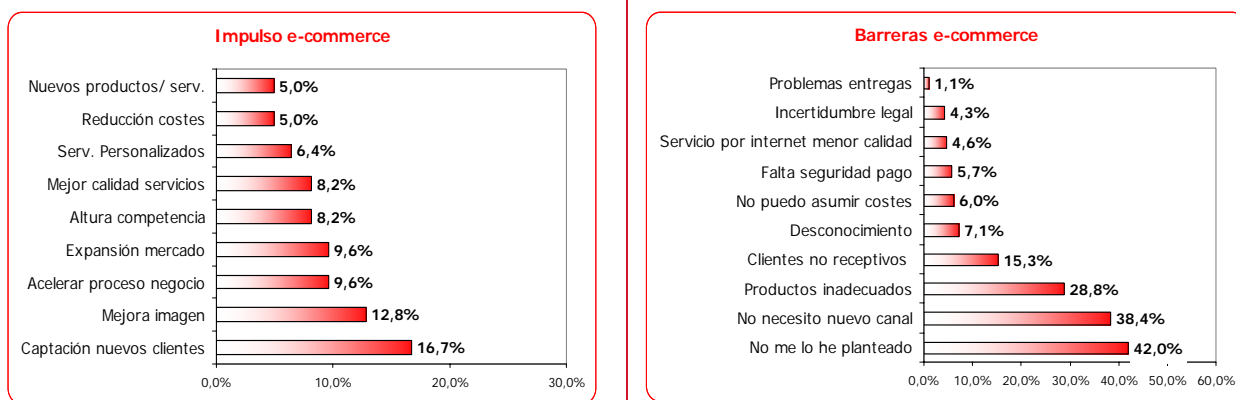 Impulso e-commerce
Nuevos productos/ serv.
5,0%
Reducción costes
5,0%
Serv. Personalizados
6,4%
Mejor calidad servicios
8,2%
Altura competencia
8,2%
Expansión mercado
9,6%
Acelerar proceso negocio
9,6%
Mejora imagen
12,8%
Captación nuevos clientes
16,7%
0,0% 10,0% 20,0% 30,0%
Barreras e-commerce
Problemas entregas
1,1%
Incertidumbre legal
4,3%
Servicio por internet menor calidad
4,6%
Falta seguridad pago
5,7%
No puedo asumir costes
6,0%
Desconocimiento
7,1%
Clientes no receptivos
15,3%
Productos inadecuados
28,8%
No necesito nuevo canal
38,4%
No me lo he planteado
42,0%
0,0% 10,0% 20,0% 30,0% 40,0% 50,0% 60,0%